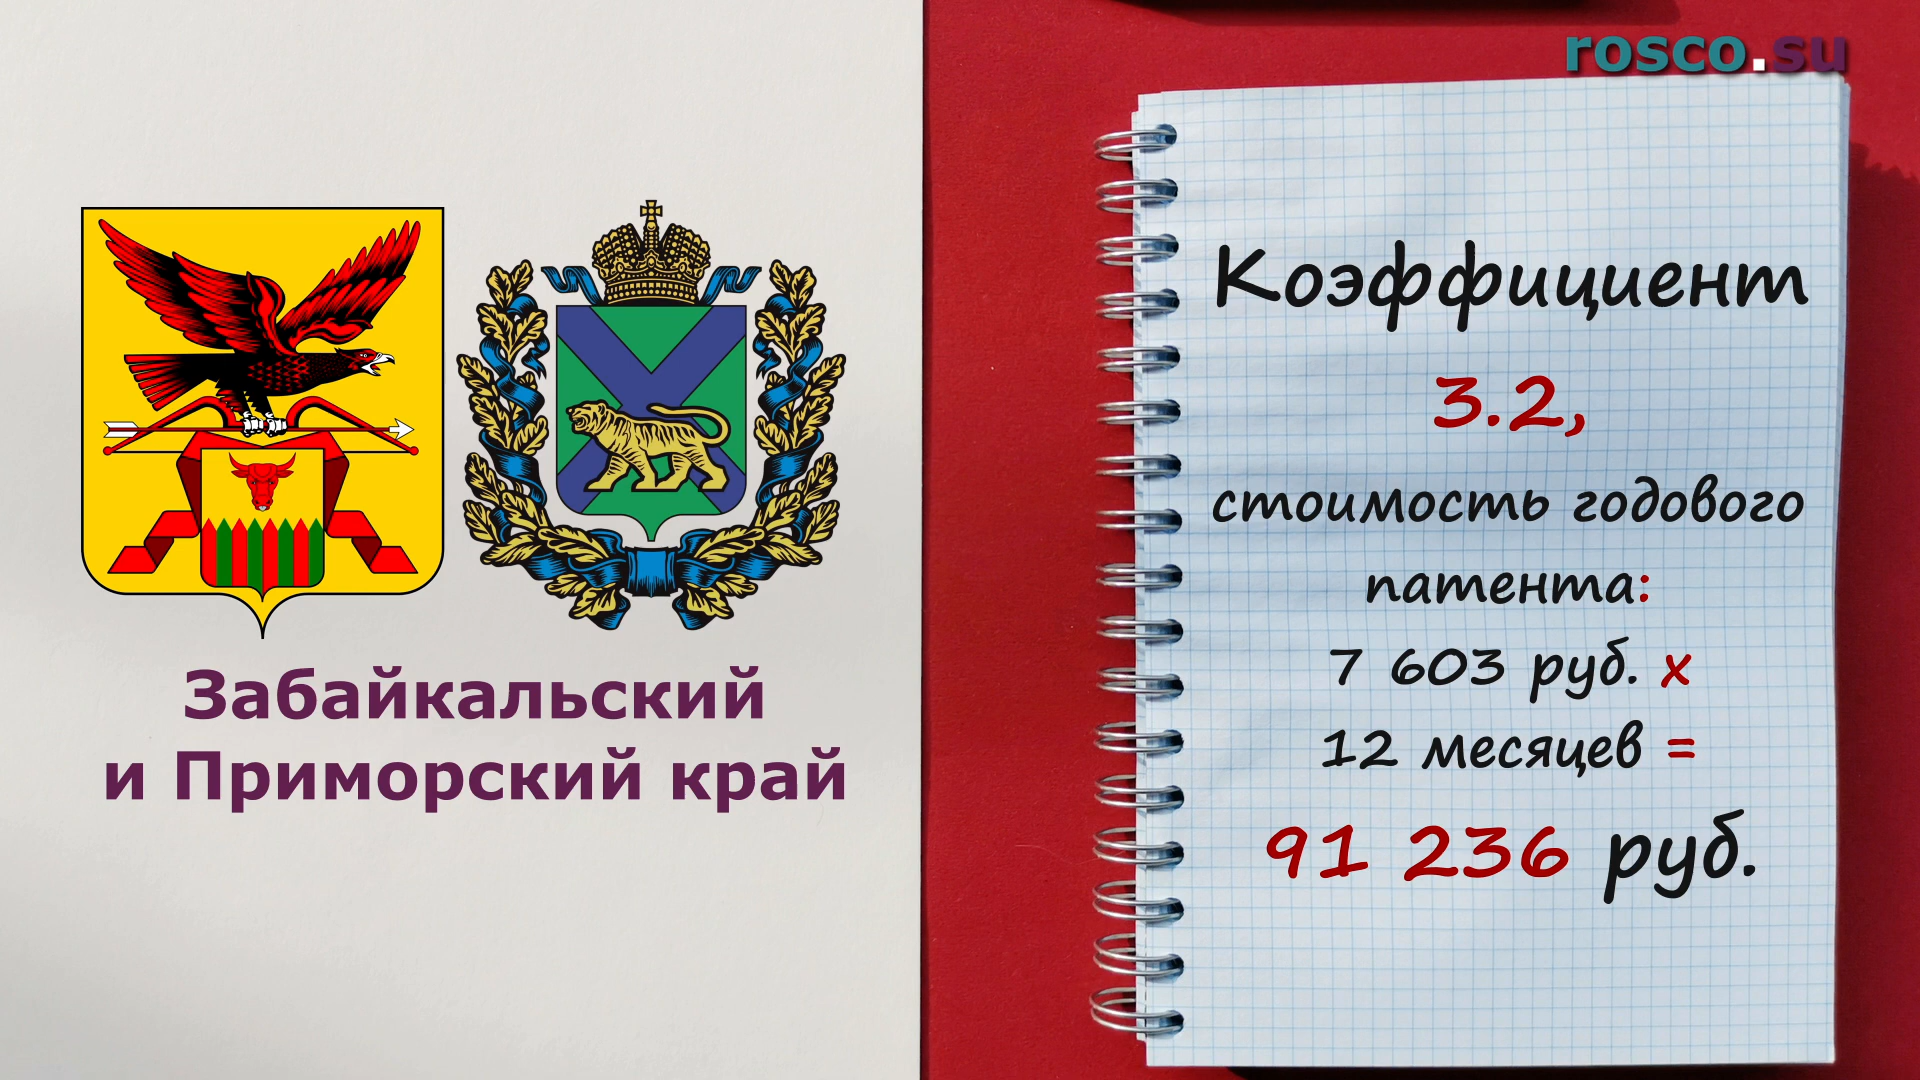 rosco.su
Забайкальский
и Приморский край
Коэффициент
3.2,
стоимость годового
патента:
7 603 руб. х
12 месяцев =
91 236 руб.